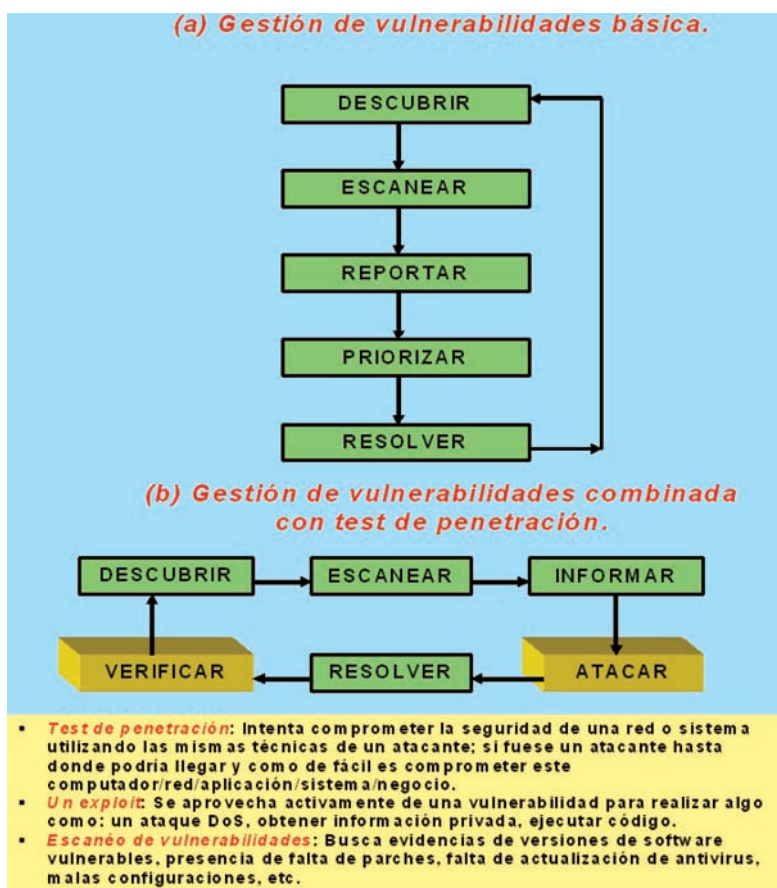 (a) Gestión de vulnerabilidades básica.
DESCUBRIR
ESCANEAR
REPORTAR
PRIORIZAR
RESOLVER
(b) Gestión de vulnerabilidades combinada
con test de penetración.
DESCUBRIR
ESCANEAR
INFORMAR
VERIFICAR
RESOLVER
ATACAR
▪ Test de penetración: Intenta comprometer la seguridad de una red o sistema
utilizando las mismas técnicas de un atacante; si fuese un atacante hasta
donde podría llegar y como de fácil es comprometer este
computador/red/aplicación/sistema/negocio.
▪ Un exploit: Se aprovecha activamente de una vulnerabilidad para realizar algo
como: un ataque DoS, obtener información privada, ejecutar código.
▪ Escanéo de vulnerabilidades: Busca evidencias de versiones de software
vulnerables, presencia de falta de parches, falta de actualización de antivirus,
malas configuraciones, etc.